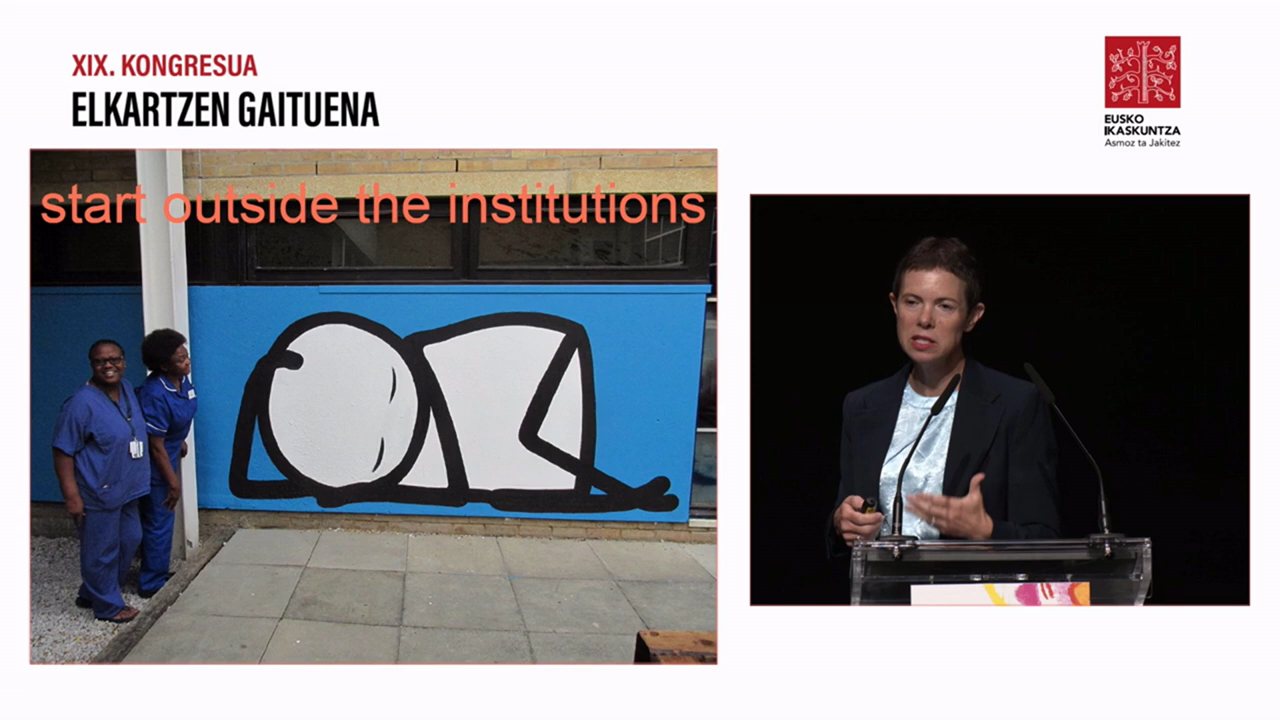 XIX. KONGRESUA
ELKARTZEN GAITUENA
EUSKO
IKASKUNTZA
Asmoz ta Jakitez
start outside the institutions